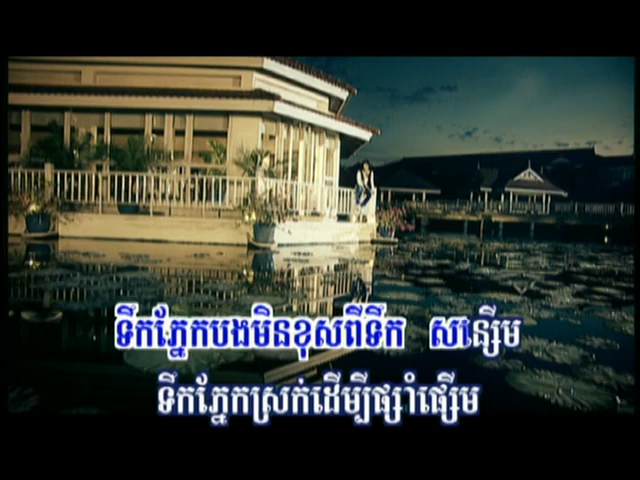 ទឹកភ្នែកបងមិនខុសពីទឹក សន្សើម
ទឹកភ្នែកស្រក់ដើម្បីផ្សាំផ្សើម